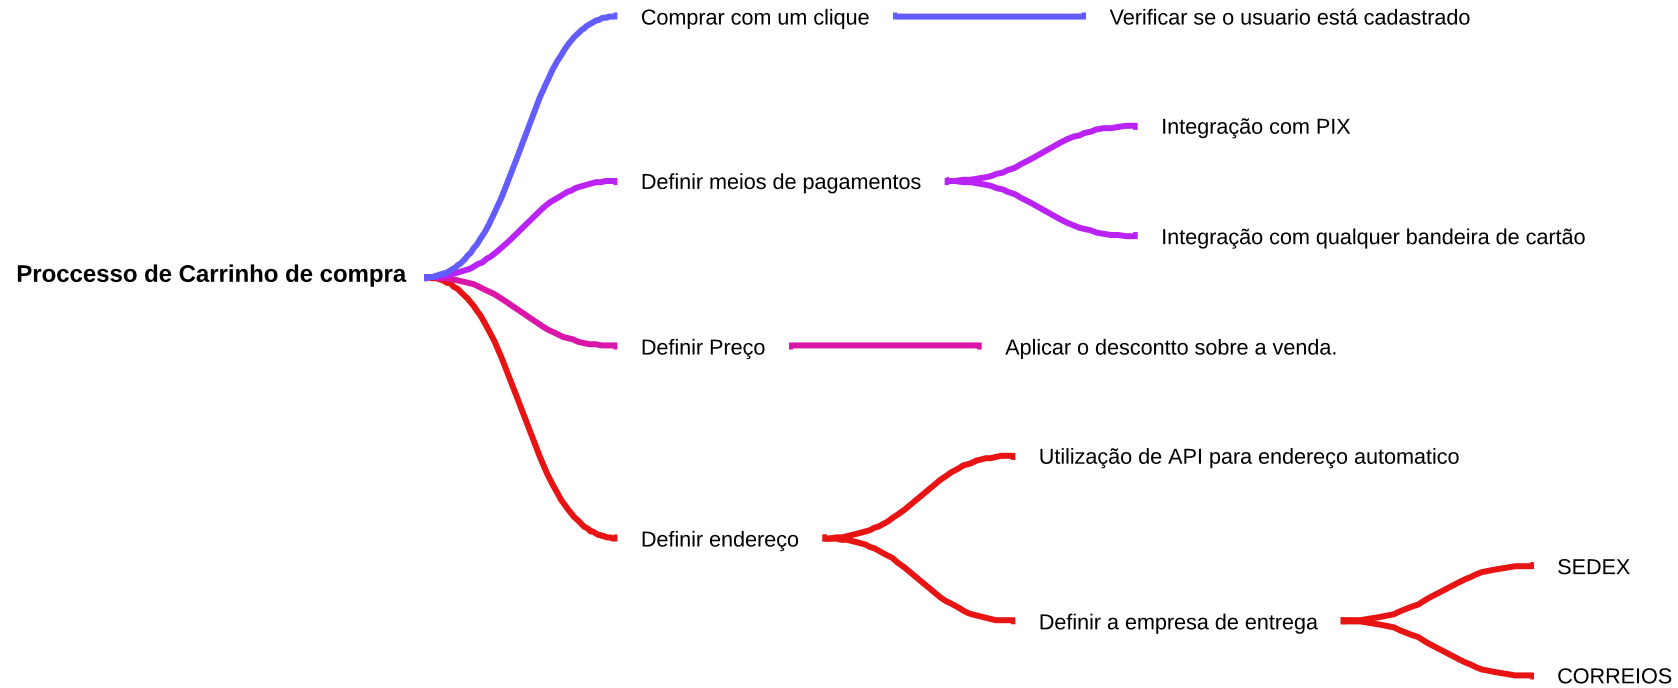 Comprar com um clique
Verificar se o usuario está cadastrado
Integração com PIX
Definir meios de pagamentos
Integração com qualquer bandeira de cartão
Proccesso de Carrinho de compra
Definir Preço
Aplicar o descontto sobre a venda.
Utilização de API para endereço automatico
Definir endereço
SEDEX
Definir a empresa de entrega
CORREIOS